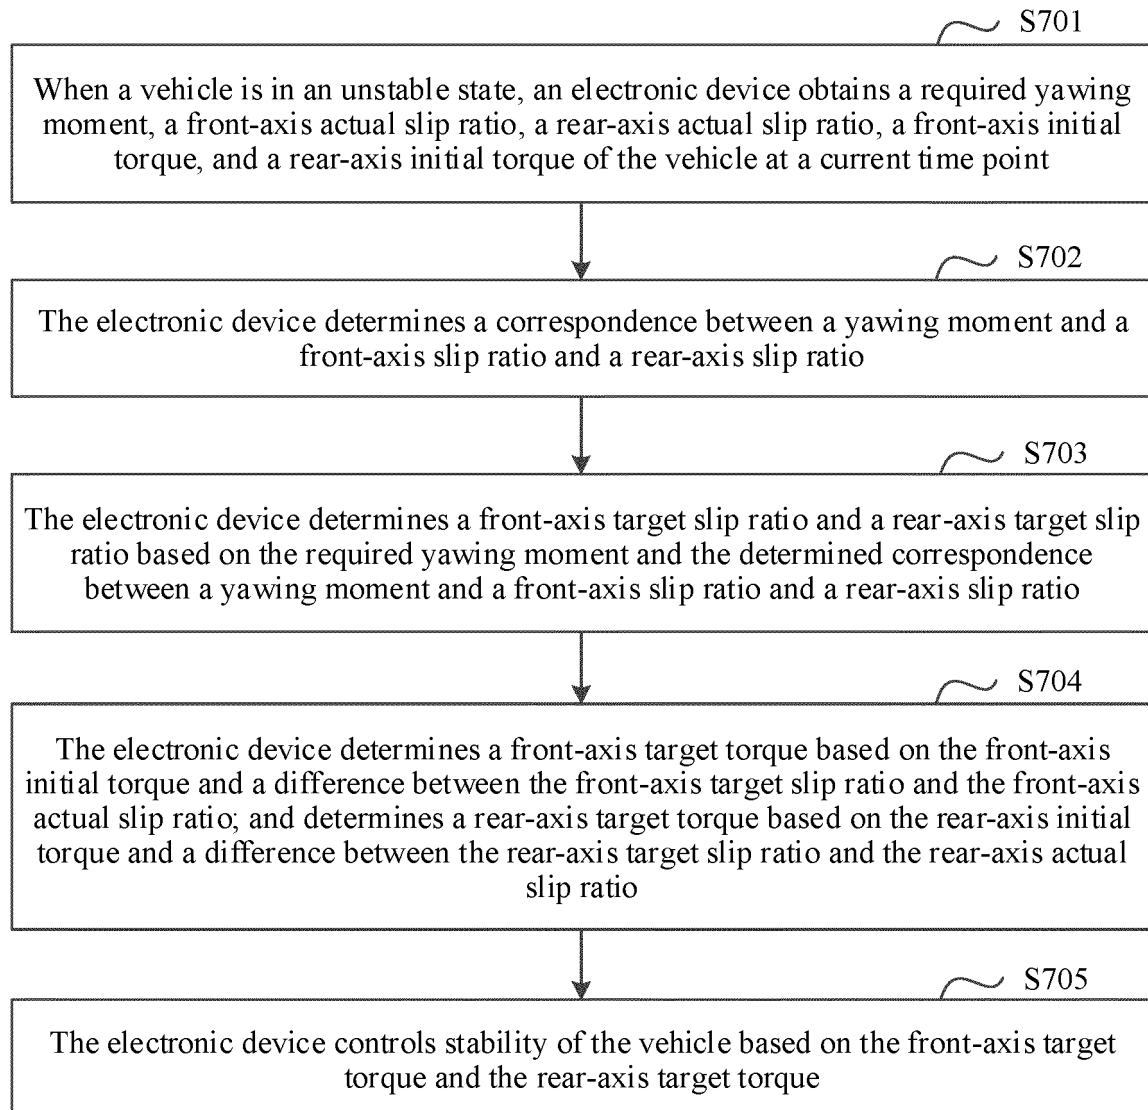 S701
When a vehicle is in an unstable state, an electronic device obtains a required yawing
moment, a front-axis actual slip ratio, a rear-axis actual slip ratio, a front-axis initial
torque, and a rear-axis initial torque of the vehicle at a current time point
S702
The electronic device determines a correspondence between a yawing moment and a
front-axis slip ratio and a rear-axis slip ratio
S703
The electronic device determines a front-axis target slip ratio and a rear-axis target slip
ratio based on the required yawing moment and the determined correspondence
between a yawing moment and a front-axis slip ratio and a rear-axis slip ratio
S704
The electronic device determines a front-axis target torque based on the front-axis
initial torque and a difference between the front-axis target slip ratio and the front-axis
actual slip ratio; and determines a rear-axis target torque based on the rear-axis initial
torque and a difference between the rear-axis target slip ratio and the rear-axis actual
slip ratio
S705
The electronic device controls stability of the vehicle based on the front-axis target
torque and the rear-axis target torque